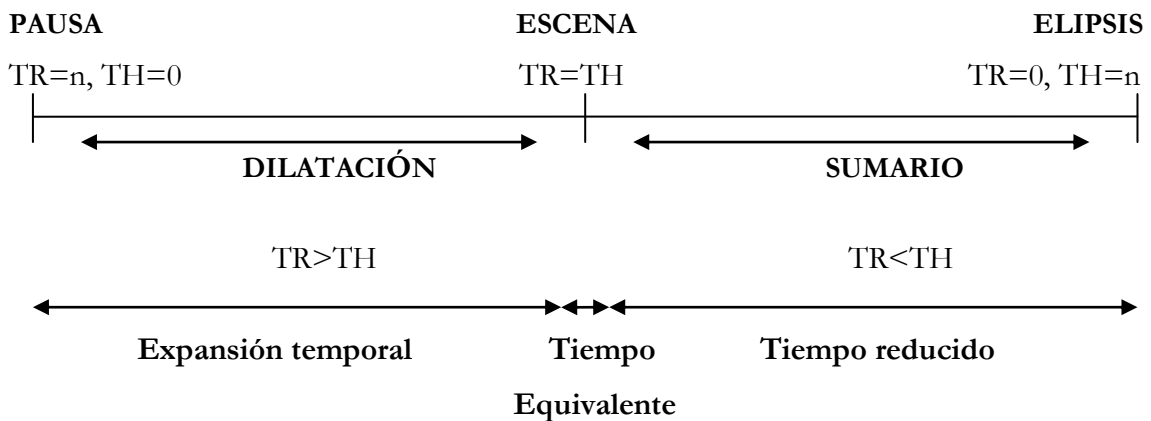 PAUSA ESCENA ELIPSIS
TR=n, TH=0 TR=TH TR=0, TH=n
DILATACIÓN SUMARIO
TR>TH TR<TH
Expansión temporal Tiempo Tiempo reducido
Equivalente